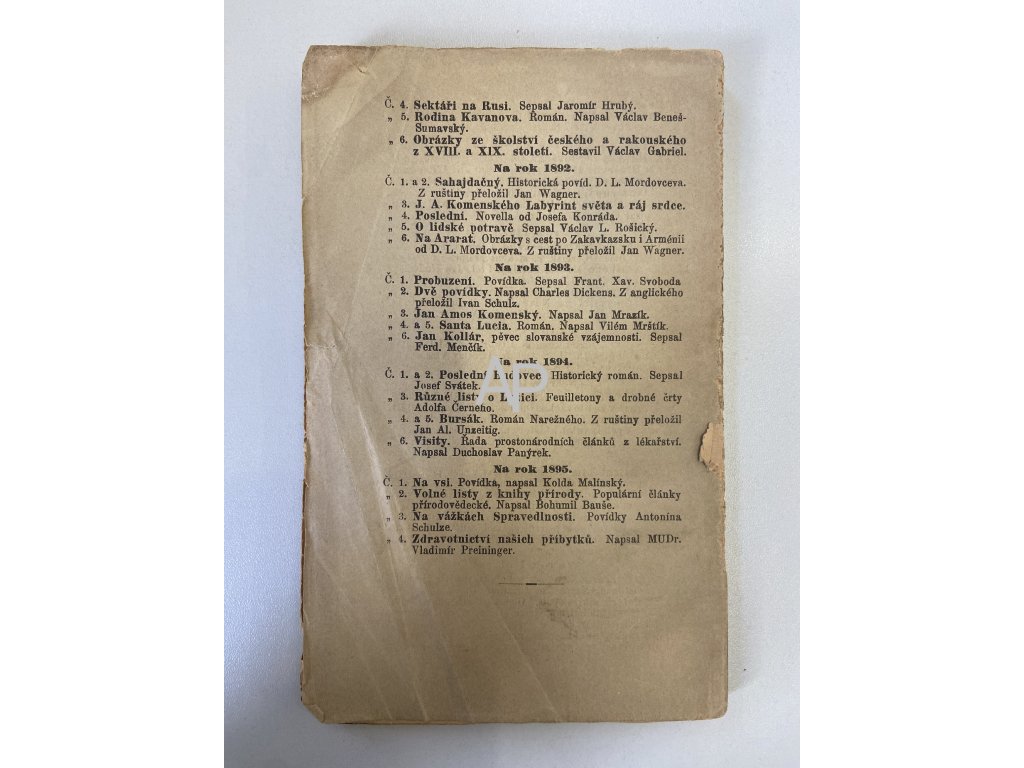 Č. 4. Sektáři na Rusi. Sepsal Jaromír Hrubý.
„ 5. Rodina Kavanova. Román. Napsal Václav Beneš-
Šumavský.
„ 6. Obrázky ze školství českého a rakouského
z XVIII. a XIX. století. Sestavil Václav Gabriel.
Na rok 1892.
Č. 1. a 2. Sahajdačný. Historická povíd. D. L. Mordovceva.
Z ruštiny přeložil Jan Wagner.
„ 3. J. A. Komenského Labyrint světa a ráj srdce.
„ 4. Poslední. Novella od Josefa Konráda.
„ 5. O lidské potravě Sepsal Václav L. Rošický.
„ 6. Na Ararat. Obrázky s cest po Zakavkazsku i Arménii
od D. L. Mordovceva. Z ruštiny přeložil Jan Wagner.
Na rok 1893.
Č. 1. Probuzení. Povídka. Sepsal Frant. Xav. Svoboda
„ 2. Dvě povídky. Napsal Charles Dickens. Z anglického
přeložil Ivan Schulz.
„ 3. Jan Amos Komenský. Napsal Jan Mrazík.
„ 4. a 5. Santa Lucia. Román. Napsal Vilém Mrštík.
„ 6. Jan Kollár, pěvec slovanské vzájemnosti. Sepsal
Ferd. Menčík.
Na rok 1894.
Č. 1. a 2. Poslední Budovec. Historický román. Sepsal
Josef Svátek.
„ 3. Různé listy o Lužici. Feuilletony a drobné črty
Adolfa Černého.
„ 4. a 5. Bursák. Román Narežného. Z ruštiny přeložil
Jan Al. Unzeitig.
„ 6. Visity. Řada prostonárodních článků z lékařství.
Napsal Duchoslav Panýrek.
Na rok 1895.
Č. 1. Na vsi. Povídka, napsal Kolda Malínský.
„ 2. Volné listy z knihy přírody. Populární články
přírodovědecké. Napsal Bohumil Bauše.
„ 3. Na vážkách Spravedlnosti. Povídky Antonína
Schulze.
„ 4. Zdravotnictví našich příbytků. Napsal MUDr.
Vladimír Preininger.
AP